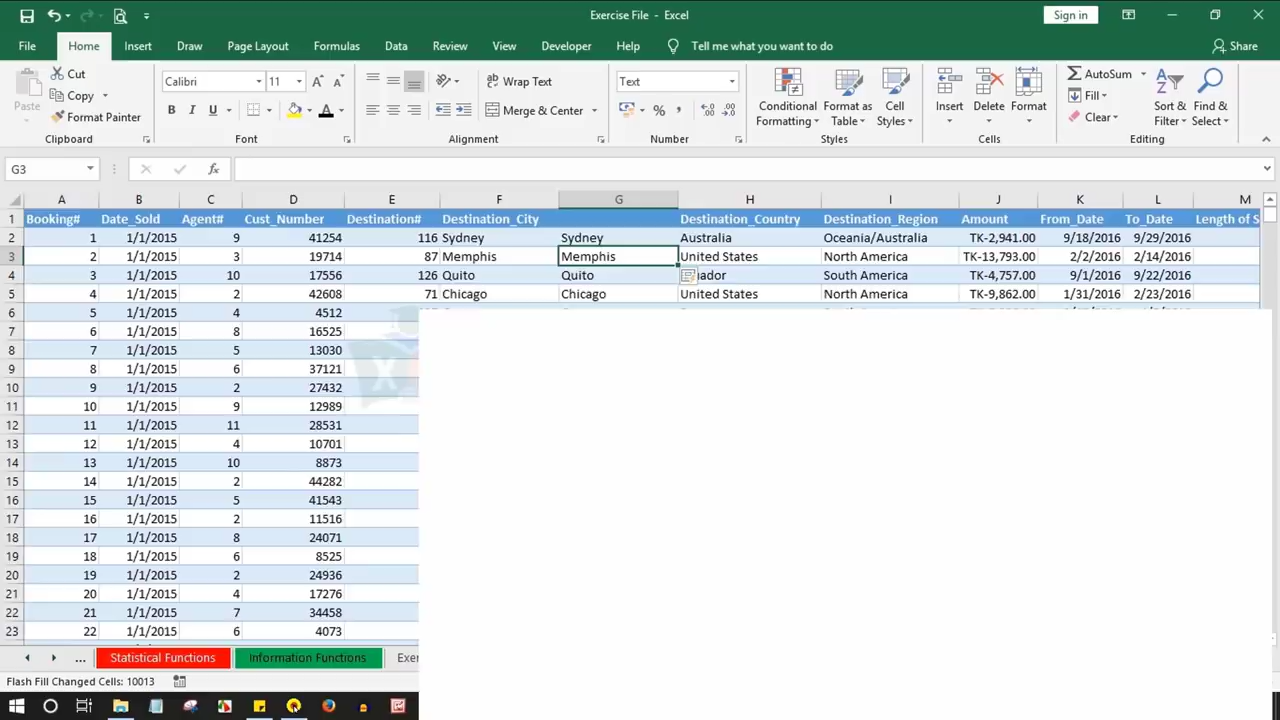 Exercise File - Excel
Sign in
File Home Insert Draw Page Layout Formulas Data Review View Developer Help Tell me what you want to do Share
Paste
Cut
Copy
Format Painter
Clipboard
Calibri 11
B I U A
Font
Wrap Text
Merge & Center
Alignment
Text
%
Number
Conditional Formatting
Format as Table
Cell Styles
Styles
Insert
Delete
Format
Cells
AutoSum
Fill
Clear
Sort & Filter
Find & Select
Editing
G3 fx
A B C D E F G H I J K L M
1 Booking# Date_Sold Agent# Cust_Number Destination# Destination_City Destination_Country Destination_Region Amount From_Date To_Date Length of S
2 1 1/1/2015 9 41254 116 Sydney Sydney Australia Oceania/Australia TK-2,941.00 9/18/2016 9/29/2016
3 2 1/1/2015 3 19714 87 Memphis Memphis United States North America TK-13,793.00 2/2/2016 2/14/2016
4 3 1/1/2015 10 17556 126 Quito Quito ador South America TK-4,757.00 9/1/2016 9/22/2016
5 4 1/1/2015 2 42608 71 Chicago Chicago United States North America TK-9,862.00 1/31/2016 2/23/2016
6 5 1/1/2015 4 4512
7 6 1/1/2015 8 16525
8 7 1/1/2015 5 13030
9 8 1/1/2015 6 37121
10 9 1/1/2015 2 27432
11 10 1/1/2015 9 12989
12 11 1/1/2015 11 28531
13 12 1/1/2015 4 10701
14 13 1/1/2015 10 8873
15 14 1/1/2015 2 44282
16 15 1/1/2015 5 41543
17 16 1/1/2015 2 11516
18 17 1/1/2015 8 24071
19 18 1/1/2015 6 8525
20 19 1/1/2015 2 24936
21 20 1/1/2015 4 17276
22 21 1/1/2015 7 34458
23 22 1/1/2015 6 4073
... Statistical Functions Information Functions Exer
Flash Fill Changed Cells: 10013